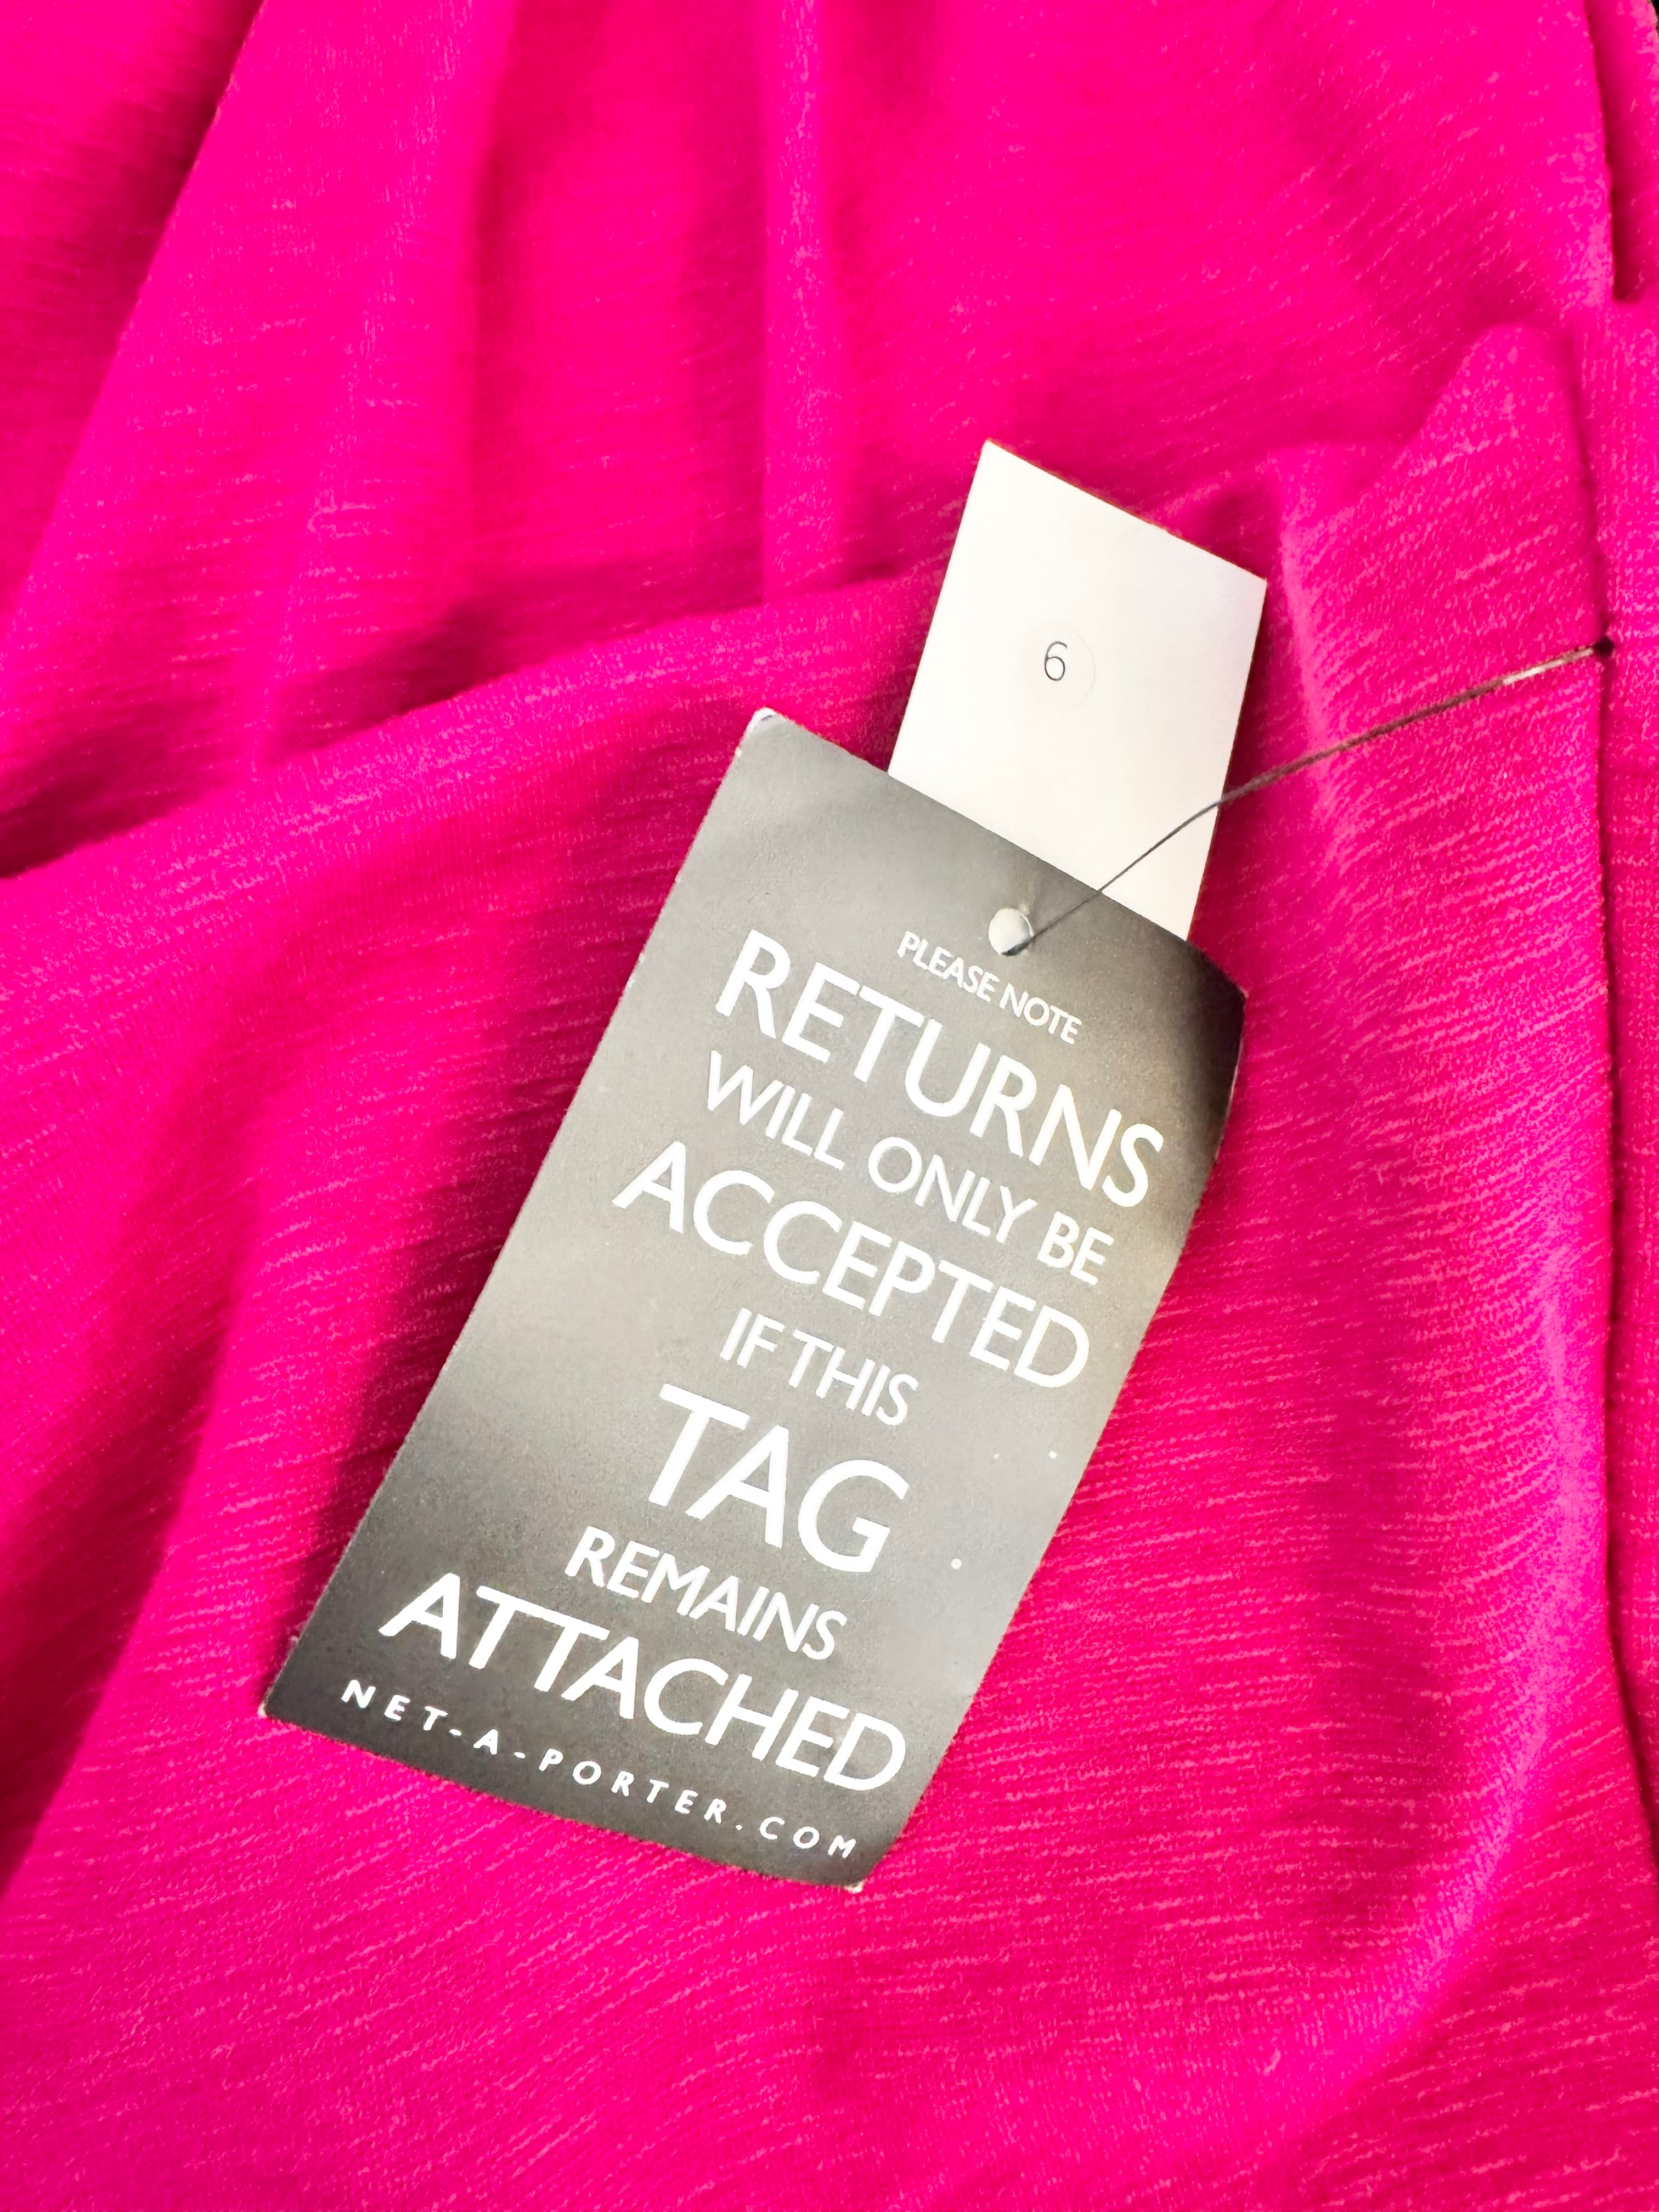 6
PLEASE NOTE
RETURNS
WILL ONLY BE
ACCEPTED
IF THIS
TAG
REMAINS
ATTACHED
NET-A-PORTER.COM